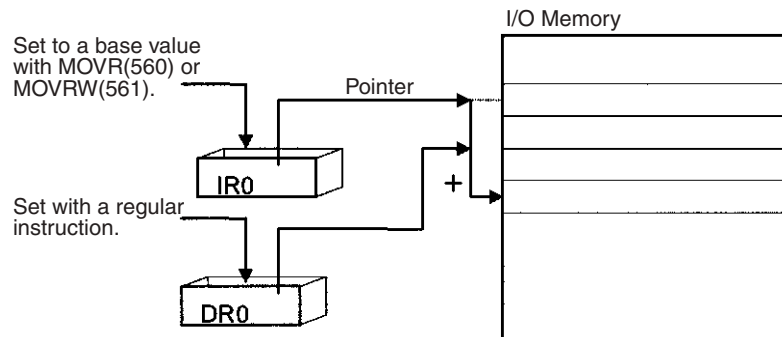 I/O Memory
Set to a base value
with MOVR(560) or
MOVRW(561).
Pointer
IR0
+
Set with a regular
instruction.
DR0